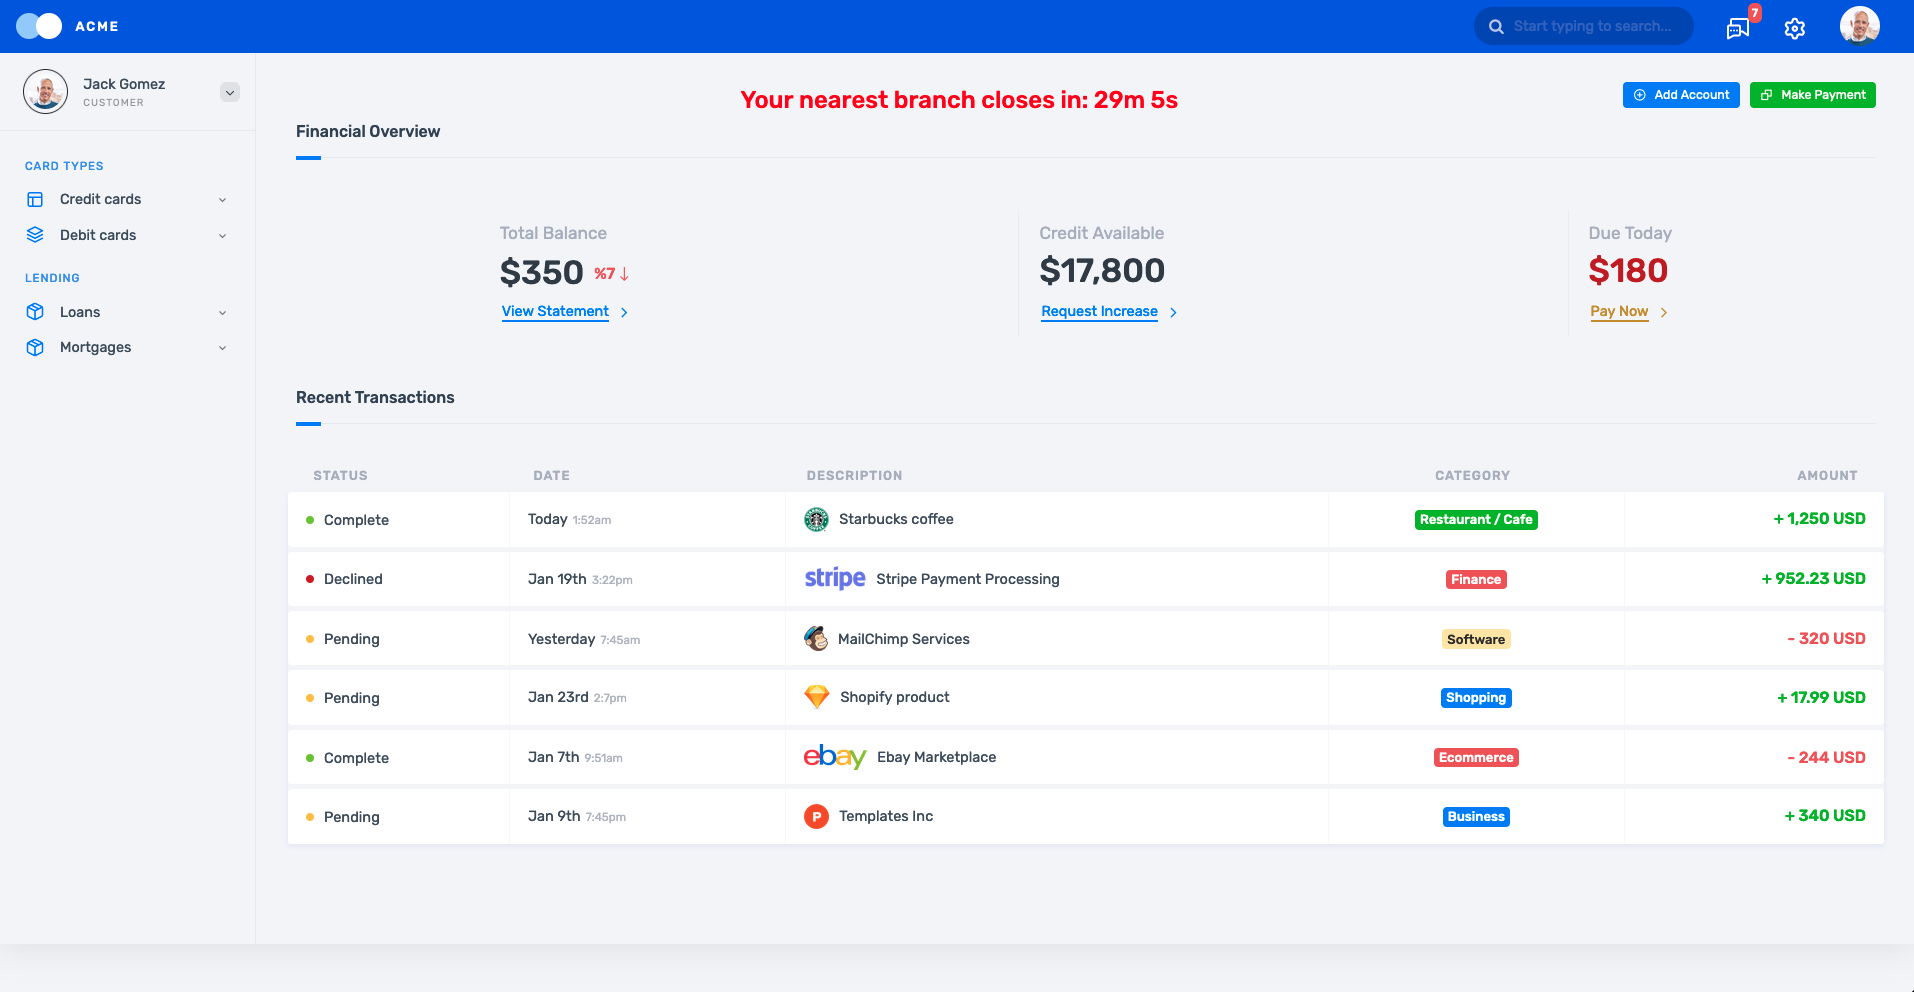 ACME
Start typing to search...
7
Jack Gomez
CUSTOMER
Your nearest branch closes in: 29m 5s
Add Account
Make Payment
Financial Overview
CARD TYPES
Credit cards
Debit cards
LENDING
Loans
Mortgages
Total Balance
$350 %7
View Statement
Credit Available
$17,800
Request Increase
Due Today
$180
Pay Now
Recent Transactions
STATUS DATE DESCRIPTION CATEGORY AMOUNT
Complete Today 1:52am Starbucks coffee Restaurant / Cafe + 1,250 USD
Declined Jan 19th 3:22pm stripe Stripe Payment Processing Finance + 952.23 USD
Pending Yesterday 7:45am MailChimp Services Software - 320 USD
Pending Jan 23rd 2:7pm Shopify product Shopping + 17.99 USD
Complete Jan 7th 9:51am ebay Ebay Marketplace Ecommerce - 244 USD
Pending Jan 9th 7:45pm P Templates Inc Business + 340 USD